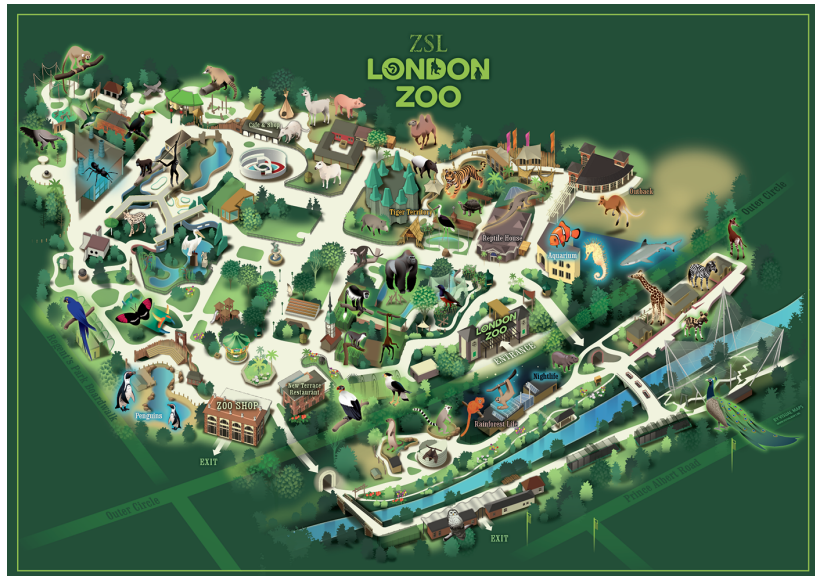 ZSL
LONDON
ZOO
Cafe & Shop
Outback
Outer Circle
Tiger Territory
Reptile House
Aquarium
LONDON
ZOO
ENTRANCE
Nightlife
New Terrace
Restaurant
Penguins
ZOO SHOP
Rainforest Life
EXIT
Outer Circle
Prince Albert Road
EXIT